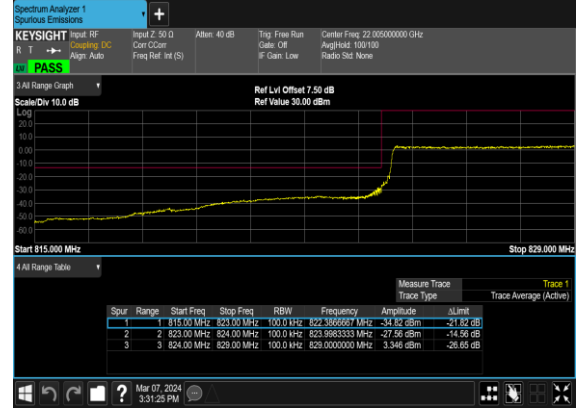 Spectrum Analyzer 1
Spurious Emissions
KEYSIGHT Input: RF Input Z: 50 Ω Atten: 40 dB Trig: Free Run Center Freq: 22.005000000 GHz
R T Coupling: DC Corr CCorr Gate: Off Avg|Hold: 100/100
Align: Auto Freq Ref: Int (S) IF Gain: Low Radio Std: None
PASS
3 All Range Graph
Ref Lvl Offset 7.50 dB
Scale/Div 10.0 dB Ref Value 30.00 dBm
Log
20.0
10.0
0.00
-10.0
-20.0
-30.0
-40.0
-50.0
-60.0
Start 815.000 MHz Stop 829.000 MHz
4 All Range Table
Measure Trace Trace 1
Trace Type Trace Average (Active)
Spur Range Start Freq Stop Freq RBW Frequency Amplitude ΔLimit
1 1 815.00 MHz 823.00 MHz 100.0 kHz 822.3866667 MHz -34.82 dBm -21.82 dB
2 2 823.00 MHz 824.00 MHz 100.0 kHz 823.9983333 MHz -27.56 dBm -14.56 dB
3 3 824.00 MHz 829.00 MHz 100.0 kHz 829.0000000 MHz 3.346 dBm -26.65 dB
Mar 07, 2024
3:31:25 PM